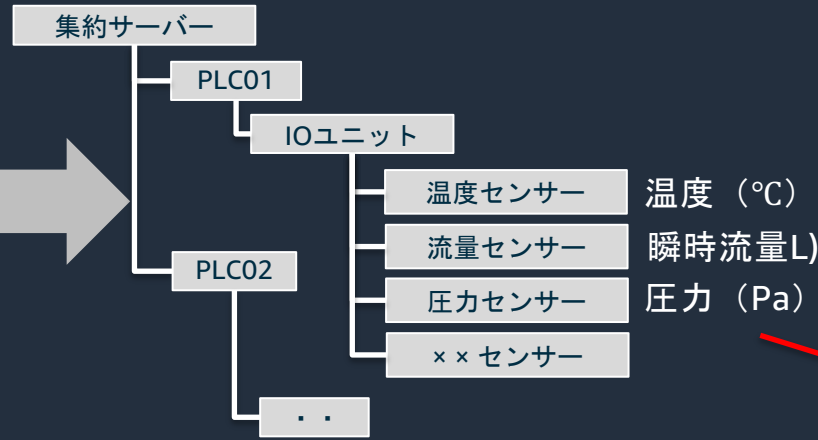 集約サーバー
PLC01
IOユニット
温度センサー 温度（℃）
流量センサー 瞬時流量L)
PLC02
圧力センサー 圧力（Pa）
××センサー
・・